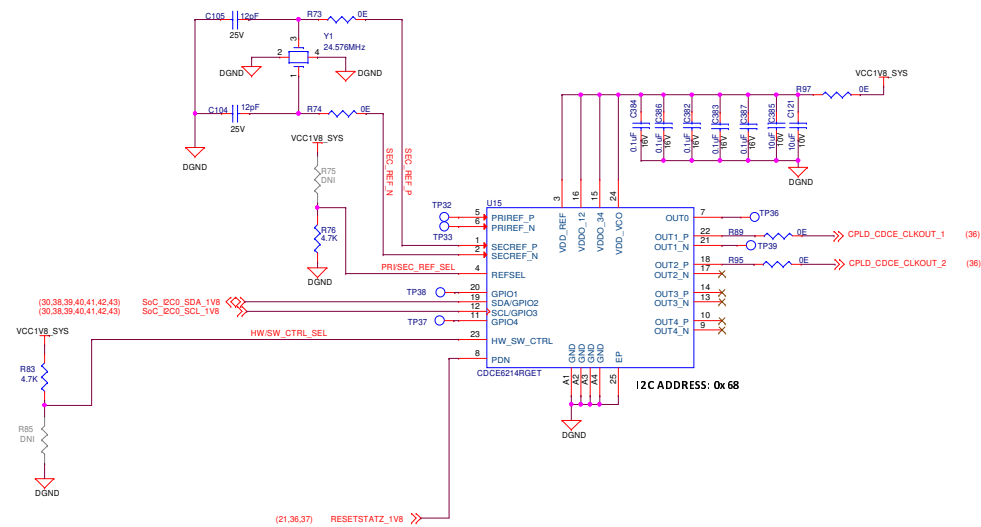 C105 12pF R73 0E
25V
Y1
24.576MHz
3
2 4
1
DGND DGND
C104 12pF R74 0E
25V
DGND
VCC1V8_SYS
R75
DNI
R76
4.7K
DGND
SEC_REF_N
SEC_REF_P
PRI/SEC_REF_SEL
VCC1V8_SYS
R97 0E
C384 0.1uF 16V
C386 0.1uF 16V
C382 0.1uF 16V
C383 0.1uF 16V
C387 0.1uF 16V
C385 10uF 10V
C121 10uF 10V
DGND
U15
3 VDD_REF
16 VDDO_12
15 VDDO_34
24 VDD_VCO
TP32 5 PRIREF_P
TP33 6 PRIREF_N
1 SECREF_P
2 SECREF_N
4 REFSEL
TP38 20 GPIO1
(30,38,39,40,41,42,43) SoC_I2C0_SDA_1V8 19 SDA/GPIO2
(30,38,39,40,41,42,43) SoC_I2C0_SCL_1V8 12 SCL/GPIO3
TP37 11 GPIO4
HW/SW_CTRL_SEL 23 HW_SW_CTRL
8 PDN
OUT0 7 TP36
OUT1_P 22 R89 0E CPLD_CDCE_CLKOUT_1 (36)
OUT1_N 21 TP39
OUT2_P 18 R95 0E CPLD_CDCE_CLKOUT_2 (36)
OUT2_N 17
OUT3_P 14
OUT3_N 13
OUT4_P 10
OUT4_N 9
GND A1
GND A2
GND A3
GND A4
EP 25
CDCE6214RGET
I2C ADDRESS: 0x68
DGND
VCC1V8_SYS
R83
4.7K
R85
DNI
DGND
(21,36,37) RESETSTATZ_1V8